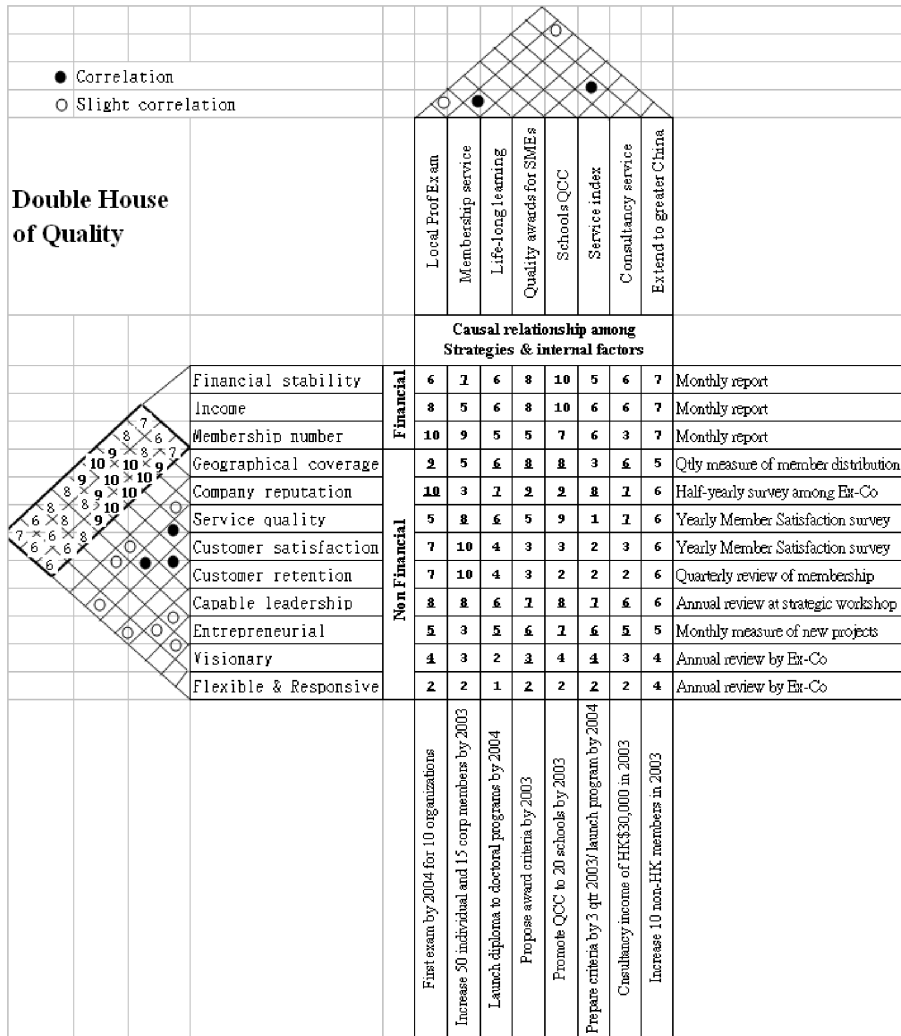 ● Correlation
○ Slight correlation
Double House
of Quality
Local Prof Exam
Membership service
Life-long learning
Quality awards for SMEs
Schools QCC
Service index
Consultancy service
Extend to greater China
Causal relationship among
Strategies & internal factors
Financial
Financial stability 6 7 6 8 10 5 6 7 Monthly report
Income 8 5 6 8 10 6 6 7 Monthly report
Membership number 10 9 5 5 7 6 3 7 Monthly report
Non Financial
Geographical coverage 9 5 6 8 8 3 6 5 Qtly measure of member distribution
Company reputation 10 3 7 9 9 8 7 6 Half-yearly survey among Ex-Co
Service quality 5 8 6 5 9 1 7 6 Yearly Member Satisfaction survey
Customer satisfaction 7 10 4 3 3 2 3 6 Yearly Member Satisfaction survey
Customer retention 7 10 4 3 2 2 2 6 Quarterly review of membership
Capable leadership 8 8 6 7 8 7 6 6 Annual review at strategic workshop
Entrepreneurial 5 3 5 6 7 6 5 5 Monthly measure of new projects
Visionary 4 3 2 3 4 4 3 4 Annual review by Ex-Co
Flexible & Responsive 2 2 1 2 2 2 2 4 Annual review by Ex-Co
First exam by 2004 for 10 organizations
Increase 50 individual and 15 corp members by 2003
Launch diploma to doctoral programs by 2004
Propose award criteria by 2003
Promote QCC to 20 schools by 2003
Prepare criteria by 3 qtr 2003/ launch program by 2004
Cnsultancy income of HK$30,000 in 2003
Increase 10 non-HK members in 2003